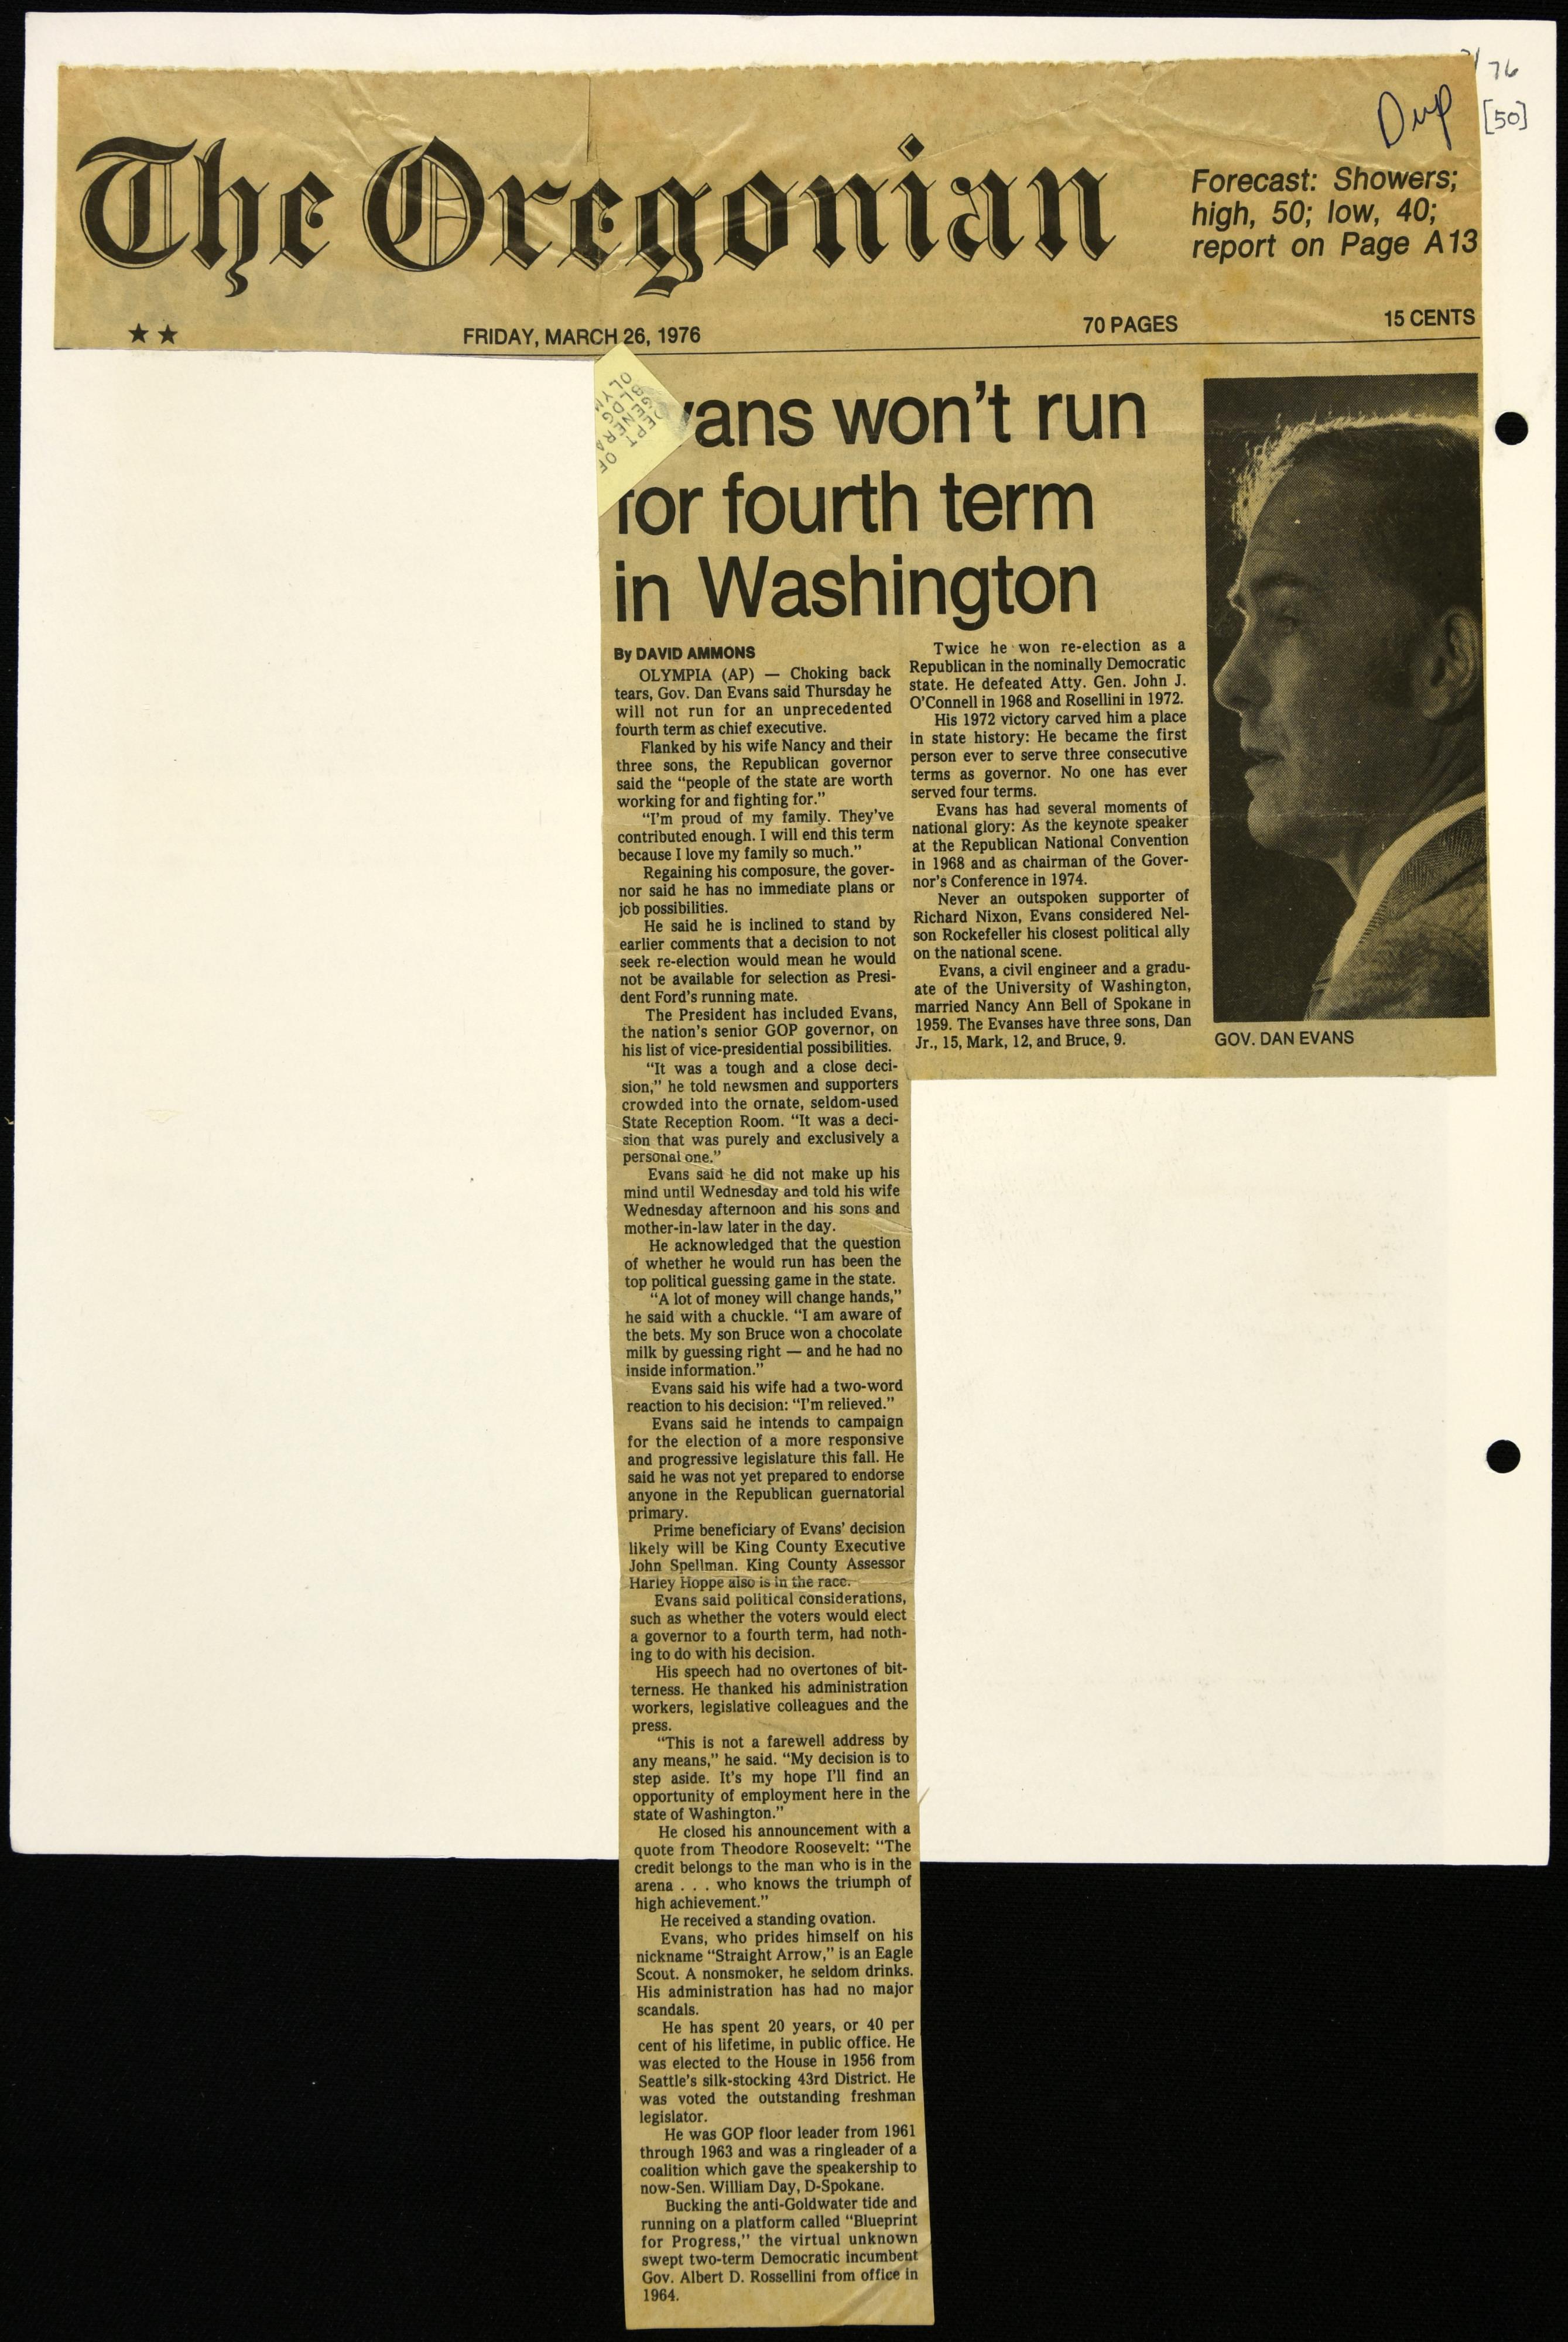 76
Dup
[50]
The Oregonian
Forecast: Showers;
high, 50; low, 40;
report on Page A13
★★
FRIDAY, MARCH 26, 1976
70 PAGES
15 CENTS
DEPT OF
GENERA
BLDG
OLYM
vans won't run
for fourth term
in Washington
By DAVID AMMONS
OLYMPIA (AP) — Choking back
tears, Gov. Dan Evans said Thursday he
will not run for an unprecedented
fourth term as chief executive.
Flanked by his wife Nancy and their
three sons, the Republican governor
said the "people of the state are worth
working for and fighting for."
"I'm proud of my family. They've
contributed enough. I will end this term
because I love my family so much."
Regaining his composure, the gover-
nor said he has no immediate plans or
job possibilities.
He said he is inclined to stand by
earlier comments that a decision to not
seek re-election would mean he would
not be available for selection as Presi-
dent Ford's running mate.
The President has included Evans,
the nation's senior GOP governor, on
his list of vice-presidential possibilities.
"It was a tough and a close deci-
sion," he told newsmen and supporters
crowded into the ornate, seldom-used
State Reception Room. "It was a deci-
sion that was purely and exclusively a
personal one."
Evans said he did not make up his
mind until Wednesday and told his wife
Wednesday afternoon and his sons and
mother-in-law later in the day.
He acknowledged that the question
of whether he would run has been the
top political guessing game in the state.
"A lot of money will change hands,"
he said with a chuckle. "I am aware of
the bets. My son Bruce won a chocolate
milk by guessing right — and he had no
inside information."
Evans said his wife had a two-word
reaction to his decision: "I'm relieved."
Evans said he intends to campaign
for the election of a more responsive
and progressive legislature this fall. He
said he was not yet prepared to endorse
anyone in the Republican guernatorial
primary.
Prime beneficiary of Evans' decision
likely will be King County Executive
John Spellman. King County Assessor
Harley Hoppe also is in the race.
Evans said political considerations,
such as whether the voters would elect
a governor to a fourth term, had noth-
ing to do with his decision.
His speech had no overtones of bit-
terness. He thanked his administration
workers, legislative colleagues and the
press.
"This is not a farewell address by
any means," he said. "My decision is to
step aside. It's my hope I'll find an
opportunity of employment here in the
state of Washington."
He closed his announcement with a
quote from Theodore Roosevelt: "The
credit belongs to the man who is in the
arena . . . who knows the triumph of
high achievement."
He received a standing ovation.
Evans, who prides himself on his
nickname "Straight Arrow," is an Eagle
Scout. A nonsmoker, he seldom drinks.
His administration has had no major
scandals.
He has spent 20 years, or 40 per
cent of his lifetime, in public office. He
was elected to the House in 1956 from
Seattle's silk-stocking 43rd District. He
was voted the outstanding freshman
legislator.
He was GOP floor leader from 1961
through 1963 and was a ringleader of a
coalition which gave the speakership to
now-Sen. William Day, D-Spokane.
Bucking the anti-Goldwater tide and
running on a platform called "Blueprint
for Progress," the virtual unknown
swept two-term Democratic incumbent
Gov. Albert D. Rossellini from office in
1964.
Twice he won re-election as a
Republican in the nominally Democratic
state. He defeated Atty. Gen. John J.
O'Connell in 1968 and Rosellini in 1972.
His 1972 victory carved him a place
in state history: He became the first
person ever to serve three consecutive
terms as governor. No one has ever
served four terms.
Evans has had several moments of
national glory: As the keynote speaker
at the Republican National Convention
in 1968 and as chairman of the Gover-
nor's Conference in 1974.
Never an outspoken supporter of
Richard Nixon, Evans considered Nel-
son Rockefeller his closest political ally
on the national scene.
Evans, a civil engineer and a gradu-
ate of the University of Washington,
married Nancy Ann Bell of Spokane in
1959. The Evanses have three sons, Dan
Jr., 15, Mark, 12, and Bruce, 9.
GOV. DAN EVANS